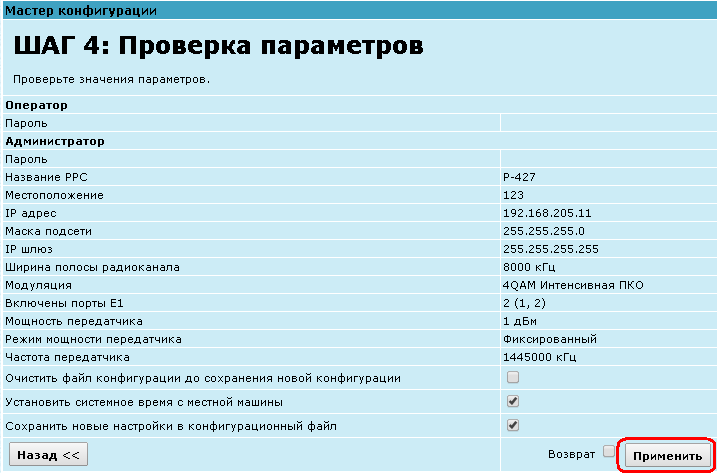 Мастер конфигурации
ШАГ 4: Проверка параметров
Проверьте значения параметров.
Оператор
Пароль
Администратор
Пароль
Название РРС Р-427
Местоположение 123
IP адрес 192.168.205.11
Маска подсети 255.255.255.0
IP шлюз 255.255.255.255
Ширина полосы радиоканала 8000 кГц
Модуляция 4QAM Интенсивная ПКО
Включены порты E1 2 (1, 2)
Мощность передатчика 1 дБм
Режим мощности передатчика Фиксированный
Частота передатчика 1445000 кГц
Очистить файл конфигурации до сохранения новой конфигурации
Установить системное время с местной машины
Сохранить новые настройки в конфигурационный файл
Назад << Возврат Применить